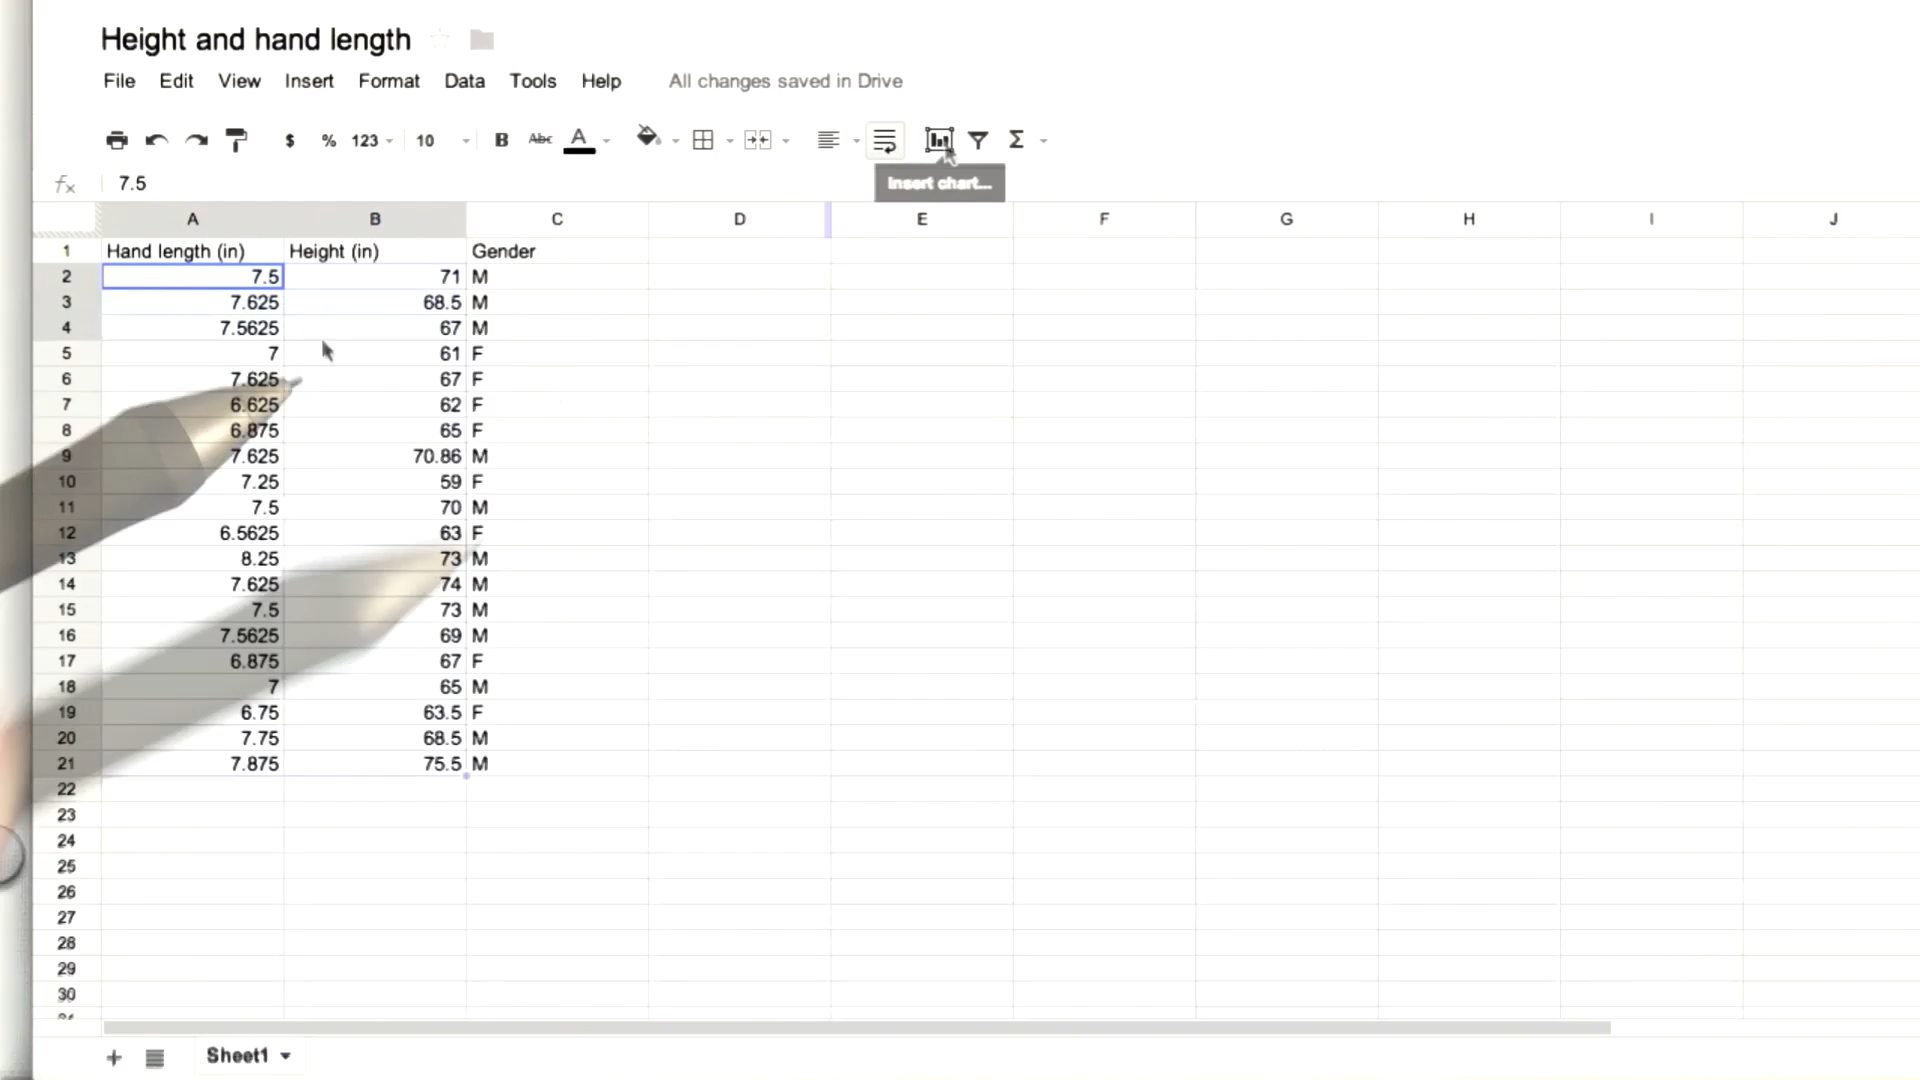 Height and hand length
File Edit View Insert Format Data Tools Help All changes saved in Drive
$ % 123 10 B Abc A Σ
fx 7.5 Insert chart...
A B C D E F G H I J
1 Hand length (in) Height (in) Gender
2 7.5 71 M
3 7.625 68.5 M
4 7.5625 67 M
5 7 61 F
6 7.625 67 F
7 6.625 62 F
8 6.875 65 F
9 7.625 70.86 M
10 7.25 59 F
11 7.5 70 M
12 6.5625 63 F
13 8.25 73 M
14 7.625 74 M
15 7.5 73 M
16 7.5625 69 M
17 6.875 67 F
18 7 65 M
19 6.75 63.5 F
20 7.75 68.5 M
21 7.875 75.5 M
22
23
24
25
26
27
28
29
30
Sheet1